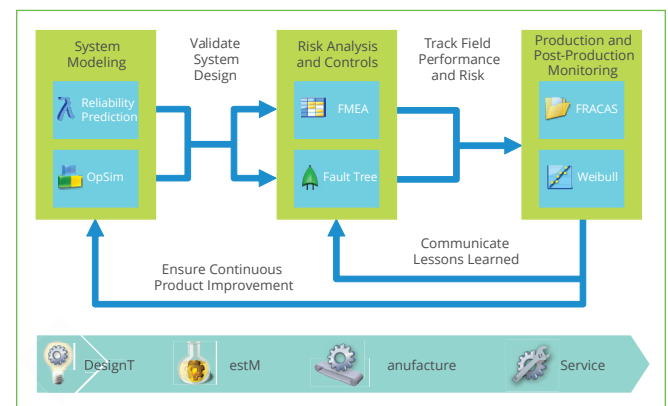 System
Modeling
Validate
System
Design
Risk Analysis
and Controls
Track Field
Performance
and Risk
Production and
Post-Production
Monitoring
Reliability
Prediction
FMEA
FRACAS
OpSim
Fault Tree
Weibull
Communicate
Lessons Learned
Ensure Continuous
Product Improvement
DesignT
estM
anufacture
Service